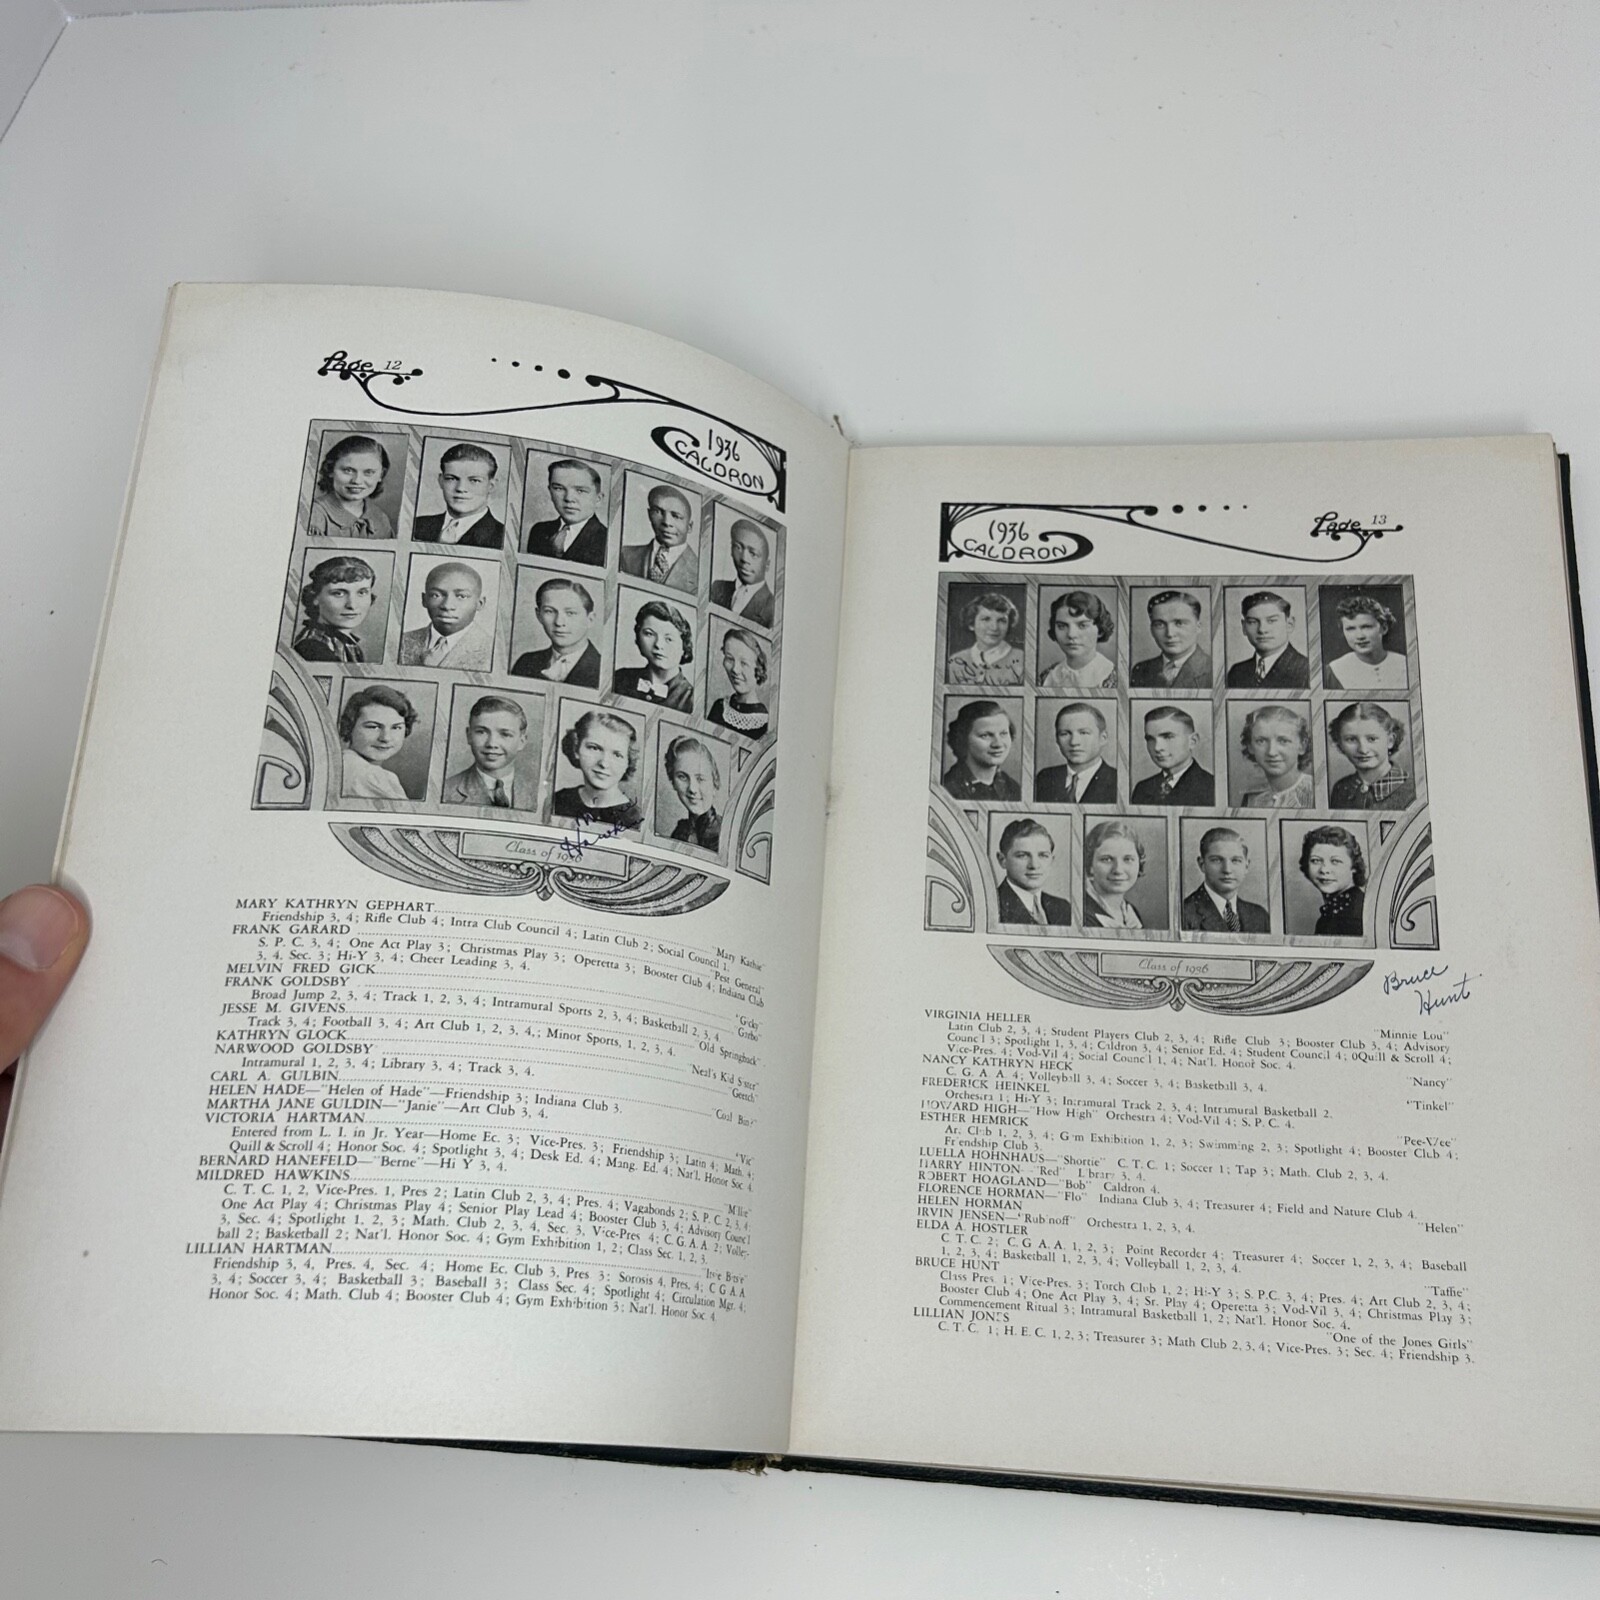 Page 12
1936
CALDRON
M Hawkins
Class of 1936
MARY KATHRYN GEPHART "Mary Kathac"
Friendship 3, 4; Rifle Club 4; Intra Club Council 4; Latin Club 2; Social Council 1.
FRANK GARARD "Pest General"
S. P. C. 3, 4; One Act Play 3; Christmas Play 3; Operetta 3; Booster Club 4; Indiana Club
3, 4, Sec. 3; Hi-Y 3, 4; Cheer Leading 3, 4.
MELVIN FRED GICK "Gicky"
FRANK GOLDSBY "Garbo"
Broad Jump 2, 3, 4; Track 1, 2, 3, 4; Intramural Sports 2, 3, 4; Basketball 2, 3, 4.
JESSE M. GIVENS "Old Springback"
Track 3, 4; Football 3, 4; Art Club 1, 2, 3, 4,; Minor Sports, 1, 2, 3, 4.
KATHRYN GLOCK "Neal's Kid Sister"
NARWOOD GOLDSBY "Geetch"
Intramural 1, 2, 3, 4; Library 3, 4; Track 3, 4.
CARL A. GULBIN "Coal Bin?"
HELEN HADE—"Helen of Hade"—Friendship 3; Indiana Club 3.
MARTHA JANE GULDIN—"Janie"—Art Club 3, 4.
VICTORIA HARTMAN "Vic"
Entered from L. I. in Jr. Year—Home Ec. 3; Vice-Pres. 3; Friendship 3; Latin 4; Math. 4;
Quill & Scroll 4; Honor Soc. 4; Spotlight 3, 4; Desk Ed. 4; Mang. Ed. 4; Nat'l. Honor Soc. 4.
BERNARD HANEFELD—"Berne"—Hi Y 3, 4.
MILDRED HAWKINS "Millie"
C. T. C. 1, 2, Vice-Pres. 1, Pres 2; Latin Club 2, 3, 4; Pres. 4; Vagabonds 2; S. P. C. 2, 3, 4;
One Act Play 4; Christmas Play 4; Senior Play Lead 4; Booster Club 3, 4; Advisory Council
3, Sec. 4; Spotlight 1, 2, 3; Math. Club 2, 3, 4, Sec. 3, Vice-Pres 4; C. G. A. A. 2; Volley-
ball 2; Basketball 2; Nat'l. Honor Soc. 4; Gym Exhibition 1, 2; Class Sec. 1, 2, 3.
LILLIAN HARTMAN
Friendship 3, 4, Pres. 4, Sec. 4; Home Ec. Club 3, Pres 3; Sorosis 4, Pres. 4; C G A A
3, 4; Soccer 3, 4; Basketball 3; Baseball 3; Class Sec. 4; Spotlight 4; Circulation Mgr. 4;
Honor Soc. 4; Math. Club 4; Booster Club 4; Gym Exhibition 3; Nat'l. Honor Soc. 4
1936
CALDRON
Page 13
Class of 1936
Bruce
Hunt
VIRGINIA HELLER "Minnie Lou"
Latin Club 2, 3, 4; Student Players Club 2, 3, 4; Rifle Club 3; Booster Club 3, 4; Advisory
Council 3; Spotlight 1, 3, 4; Caldron 3, 4; Senior Ed. 4; Student Council 4; 0Quill & Scroll 4;
Vice-Pres. 4; Vod-Vil 4; Social Council 1, 4; Nat'l. Honor Soc. 4.
NANCY KATHRYN HECK "Nancy"
C. G. A. A. 4; Volleyball 3, 4; Soccer 3, 4; Basketball 3, 4.
FREDERICK HEINKEL "Tinkel"
Orchestra 1; Hi-Y 3; Intramural Track 2, 3, 4; Intramural Basketball 2.
HOWARD HIGH—"How High" Orchestra 4; Vod-Vil 4; S. P. C. 4.
ESTHER HEMRICK "Pee-Wee"
Art Club 1, 2, 3, 4; Gym Exhibition 1, 2, 3; Swimming 2, 3; Spotlight 4; Booster Club 4;
Friendship Club 3.
LUELLA HOHNHAUS—"Shortie" C. T. C. 1; Soccer 1; Tap 3; Math. Club 2, 3, 4.
HARRY HINTON—"Red" Library 3, 4.
ROBERT HOAGLAND—"Bob" Caldron 4.
FLORENCE HORMAN—"Flo" Indiana Club 3, 4; Treasurer 4; Field and Nature Club 4.
HELEN HORMAN "Helen"
IRVIN JENSEN—"Rubinoff" Orchestra 1, 2, 3, 4.
ELDA A. HOSTLER
C. T. C. 2; C. G. A. A. 1, 2, 3; Point Recorder 4; Treasurer 4; Soccer 1, 2, 3, 4; Baseball
1, 2, 3, 4; Basketball 1, 2, 3, 4; Volleyball 1, 2, 3, 4.
BRUCE HUNT "Taffie"
Class Pres. 1; Vice-Pres. 3; Torch Club 1, 2; Hi-Y 3; S. P. C. 3, 4; Pres. 4; Art Club 2, 3, 4;
Booster Club 4; One Act Play 3, 4; Sr. Play 4; Operetta 3; Vod-Vil 3, 4; Christmas Play 3;
Commencement Ritual 3; Intramural Basketball 1, 2; Nat'l. Honor Soc. 4.
LILLIAN JONES "One of the Jones Girls"
C. T. C. 1; H. E. C. 1, 2, 3; Treasurer 3; Math Club 2, 3, 4; Vice-Pres. 3; Sec. 4; Friendship 3.